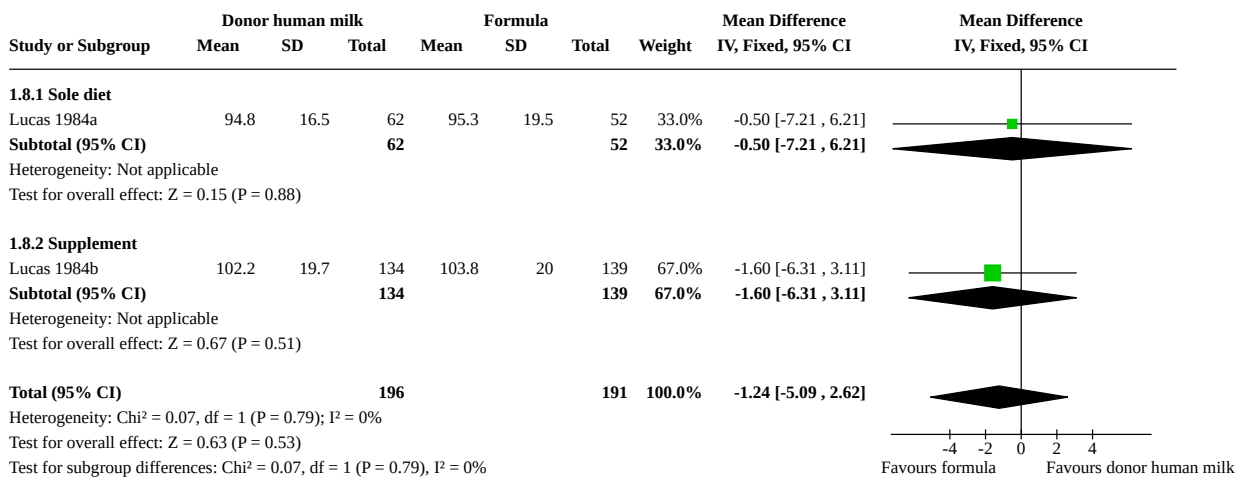 Donor human milk Formula Mean Difference Mean Difference
Study or Subgroup Mean SD Total Mean SD Total Weight IV, Fixed, 95% CI IV, Fixed, 95% CI
1.8.1 Sole diet
Lucas 1984a 94.8 16.5 62 95.3 19.5 52 33.0% -0.50 [-7.21 , 6.21]
Subtotal (95% CI) 62 52 33.0% -0.50 [-7.21 , 6.21]
Heterogeneity: Not applicable
Test for overall effect: Z = 0.15 (P = 0.88)
1.8.2 Supplement
Lucas 1984b 102.2 19.7 134 103.8 20 139 67.0% -1.60 [-6.31 , 3.11]
Subtotal (95% CI) 134 139 67.0% -1.60 [-6.31 , 3.11]
Heterogeneity: Not applicable
Test for overall effect: Z = 0.67 (P = 0.51)
Total (95% CI) 196 191 100.0% -1.24 [-5.09 , 2.62]
Heterogeneity: Chi² = 0.07, df = 1 (P = 0.79); I² = 0%
Test for overall effect: Z = 0.63 (P = 0.53) -4 -2 0 2 4
Test for subgroup differences: Chi² = 0.07, df = 1 (P = 0.79), I² = 0% Favours formula Favours donor human milk